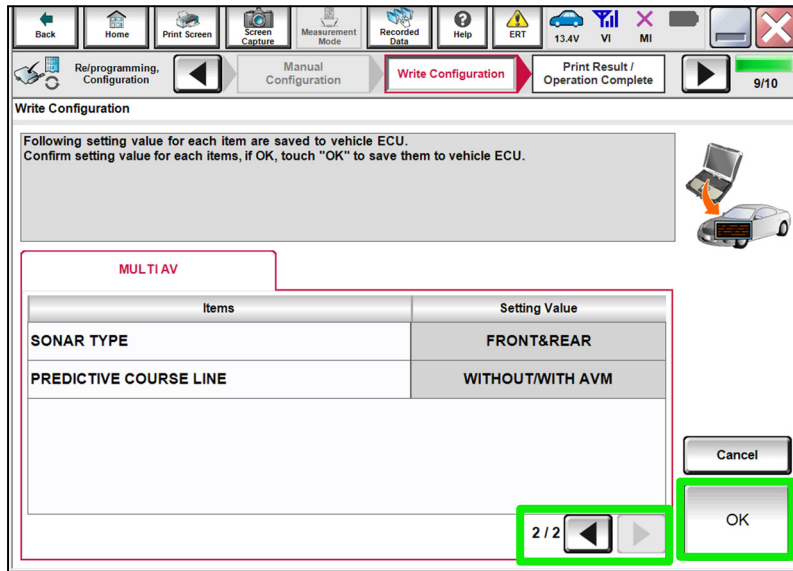 Back
Home
Print Screen
Screen
Capture
Measurement
Mode
Recorded
Data
Help
ERT
13.4V
VI
MI
Re/programming,
Configuration
Manual
Configuration
Write Configuration
Print Result /
Operation Complete
9/10
Write Configuration
Following setting value for each item are saved to vehicle ECU.
Confirm setting value for each items, if OK, touch "OK" to save them to vehicle ECU.
MULTI AV
Items Setting Value
SONAR TYPE FRONT&REAR
PREDICTIVE COURSE LINE WITHOUT/WITH AVM
Cancel
2 / 2
OK